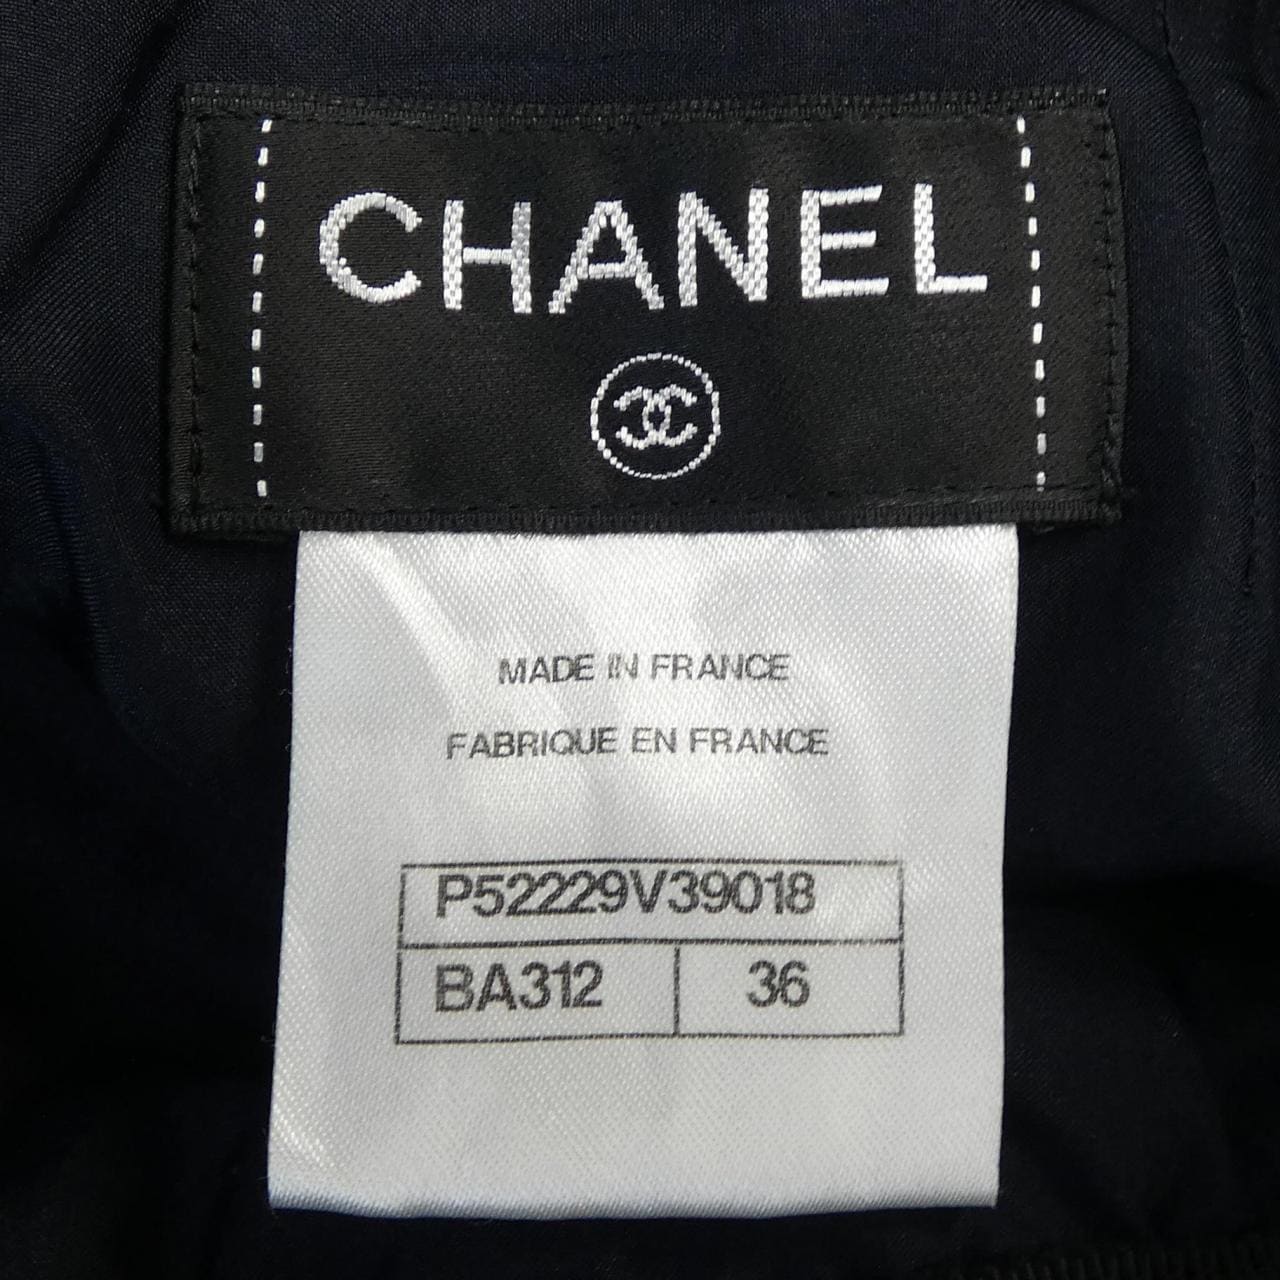 CHANEL
MADE IN FRANCE
FABRIQUE EN FRANCE
P52229V39018
BA312 36